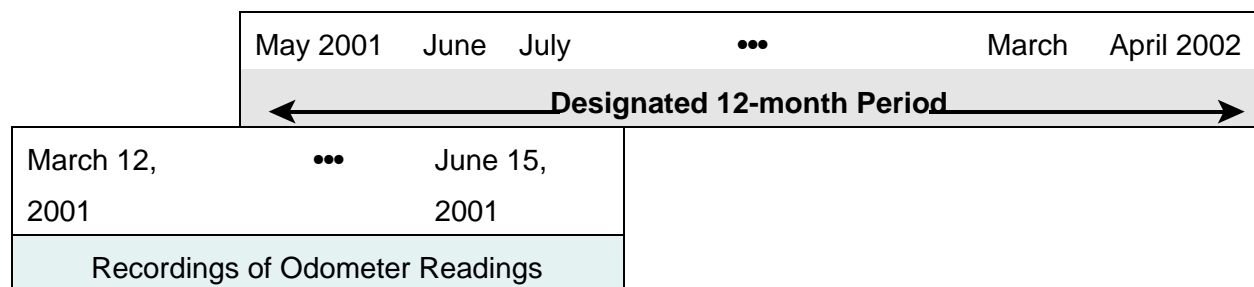 May 2001 June July ••• March April 2002
Designated 12-month Period
March 12, ••• June 15,
2001 2001
Recordings of Odometer Readings